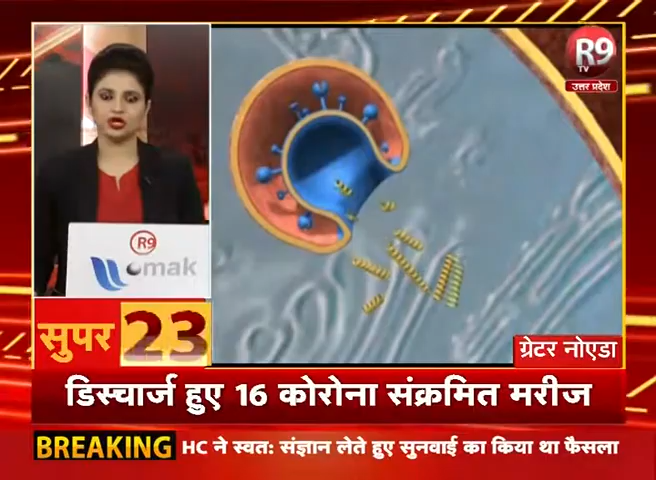 R9
TV
उत्तर प्रदेश
R9
omak
सुपर 23
ग्रेटर नोएडा
डिस्चार्ज हुए 16 कोरोना संक्रमित मरीज
BREAKING HC ने स्वत: संज्ञान लेते हुए सुनवाई का किया था फैसला